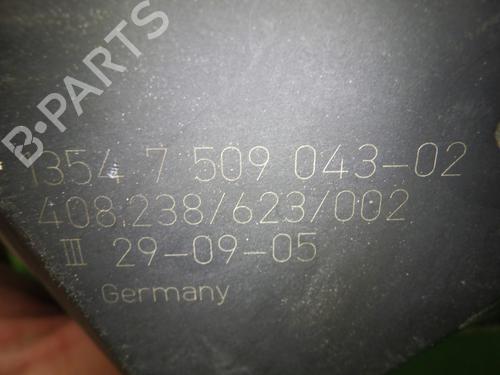 B-PARTS
1354 7 509 043-02
408.238/623/002
III 29-09-05
Germany